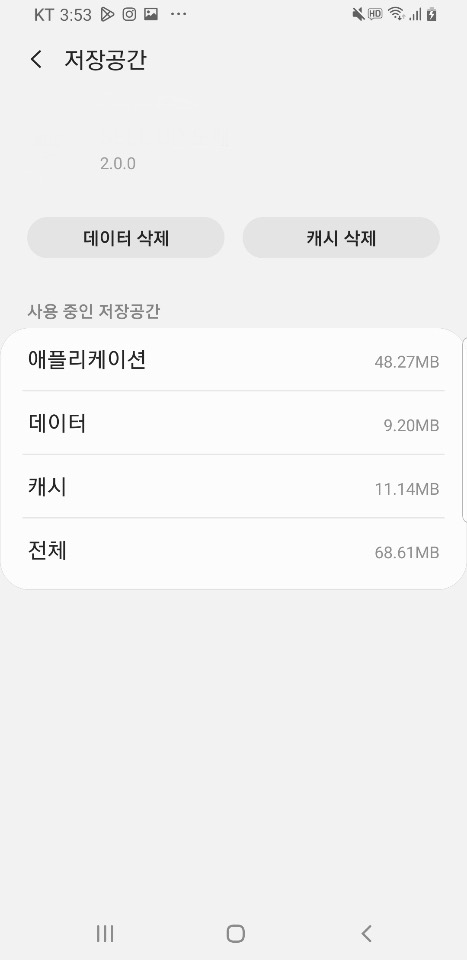 KT 3:53
HD
저장공간
2.0.0
데이터 삭제
캐시 삭제
사용 중인 저장공간
애플리케이션 48.27MB
데이터 9.20MB
캐시 11.14MB
전체 68.61MB